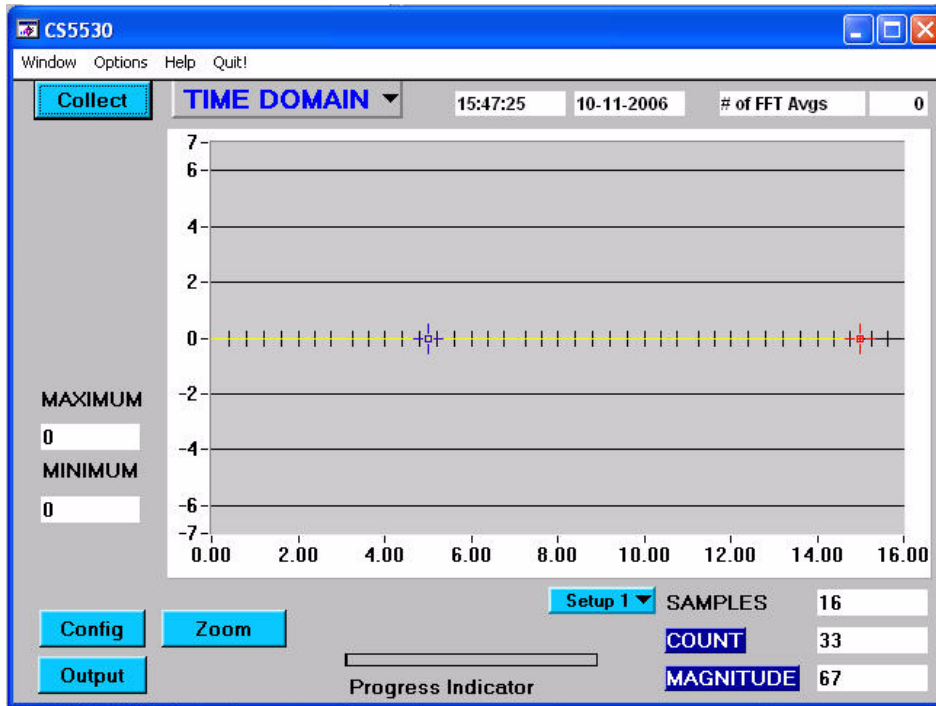 CS5530
Window Options Help Quit!
Collect
TIME DOMAIN
15:47:25
10-11-2006
# of FFT Avgs
0
7
6
4
2
0
-2
-4
-6
-7
0.00 2.00 4.00 6.00 8.00 10.00 12.00 14.00 16.00
MAXIMUM
0
MINIMUM
0
Setup 1
SAMPLES
16
Config
Zoom
COUNT
33
Output
Progress Indicator
MAGNITUDE
67